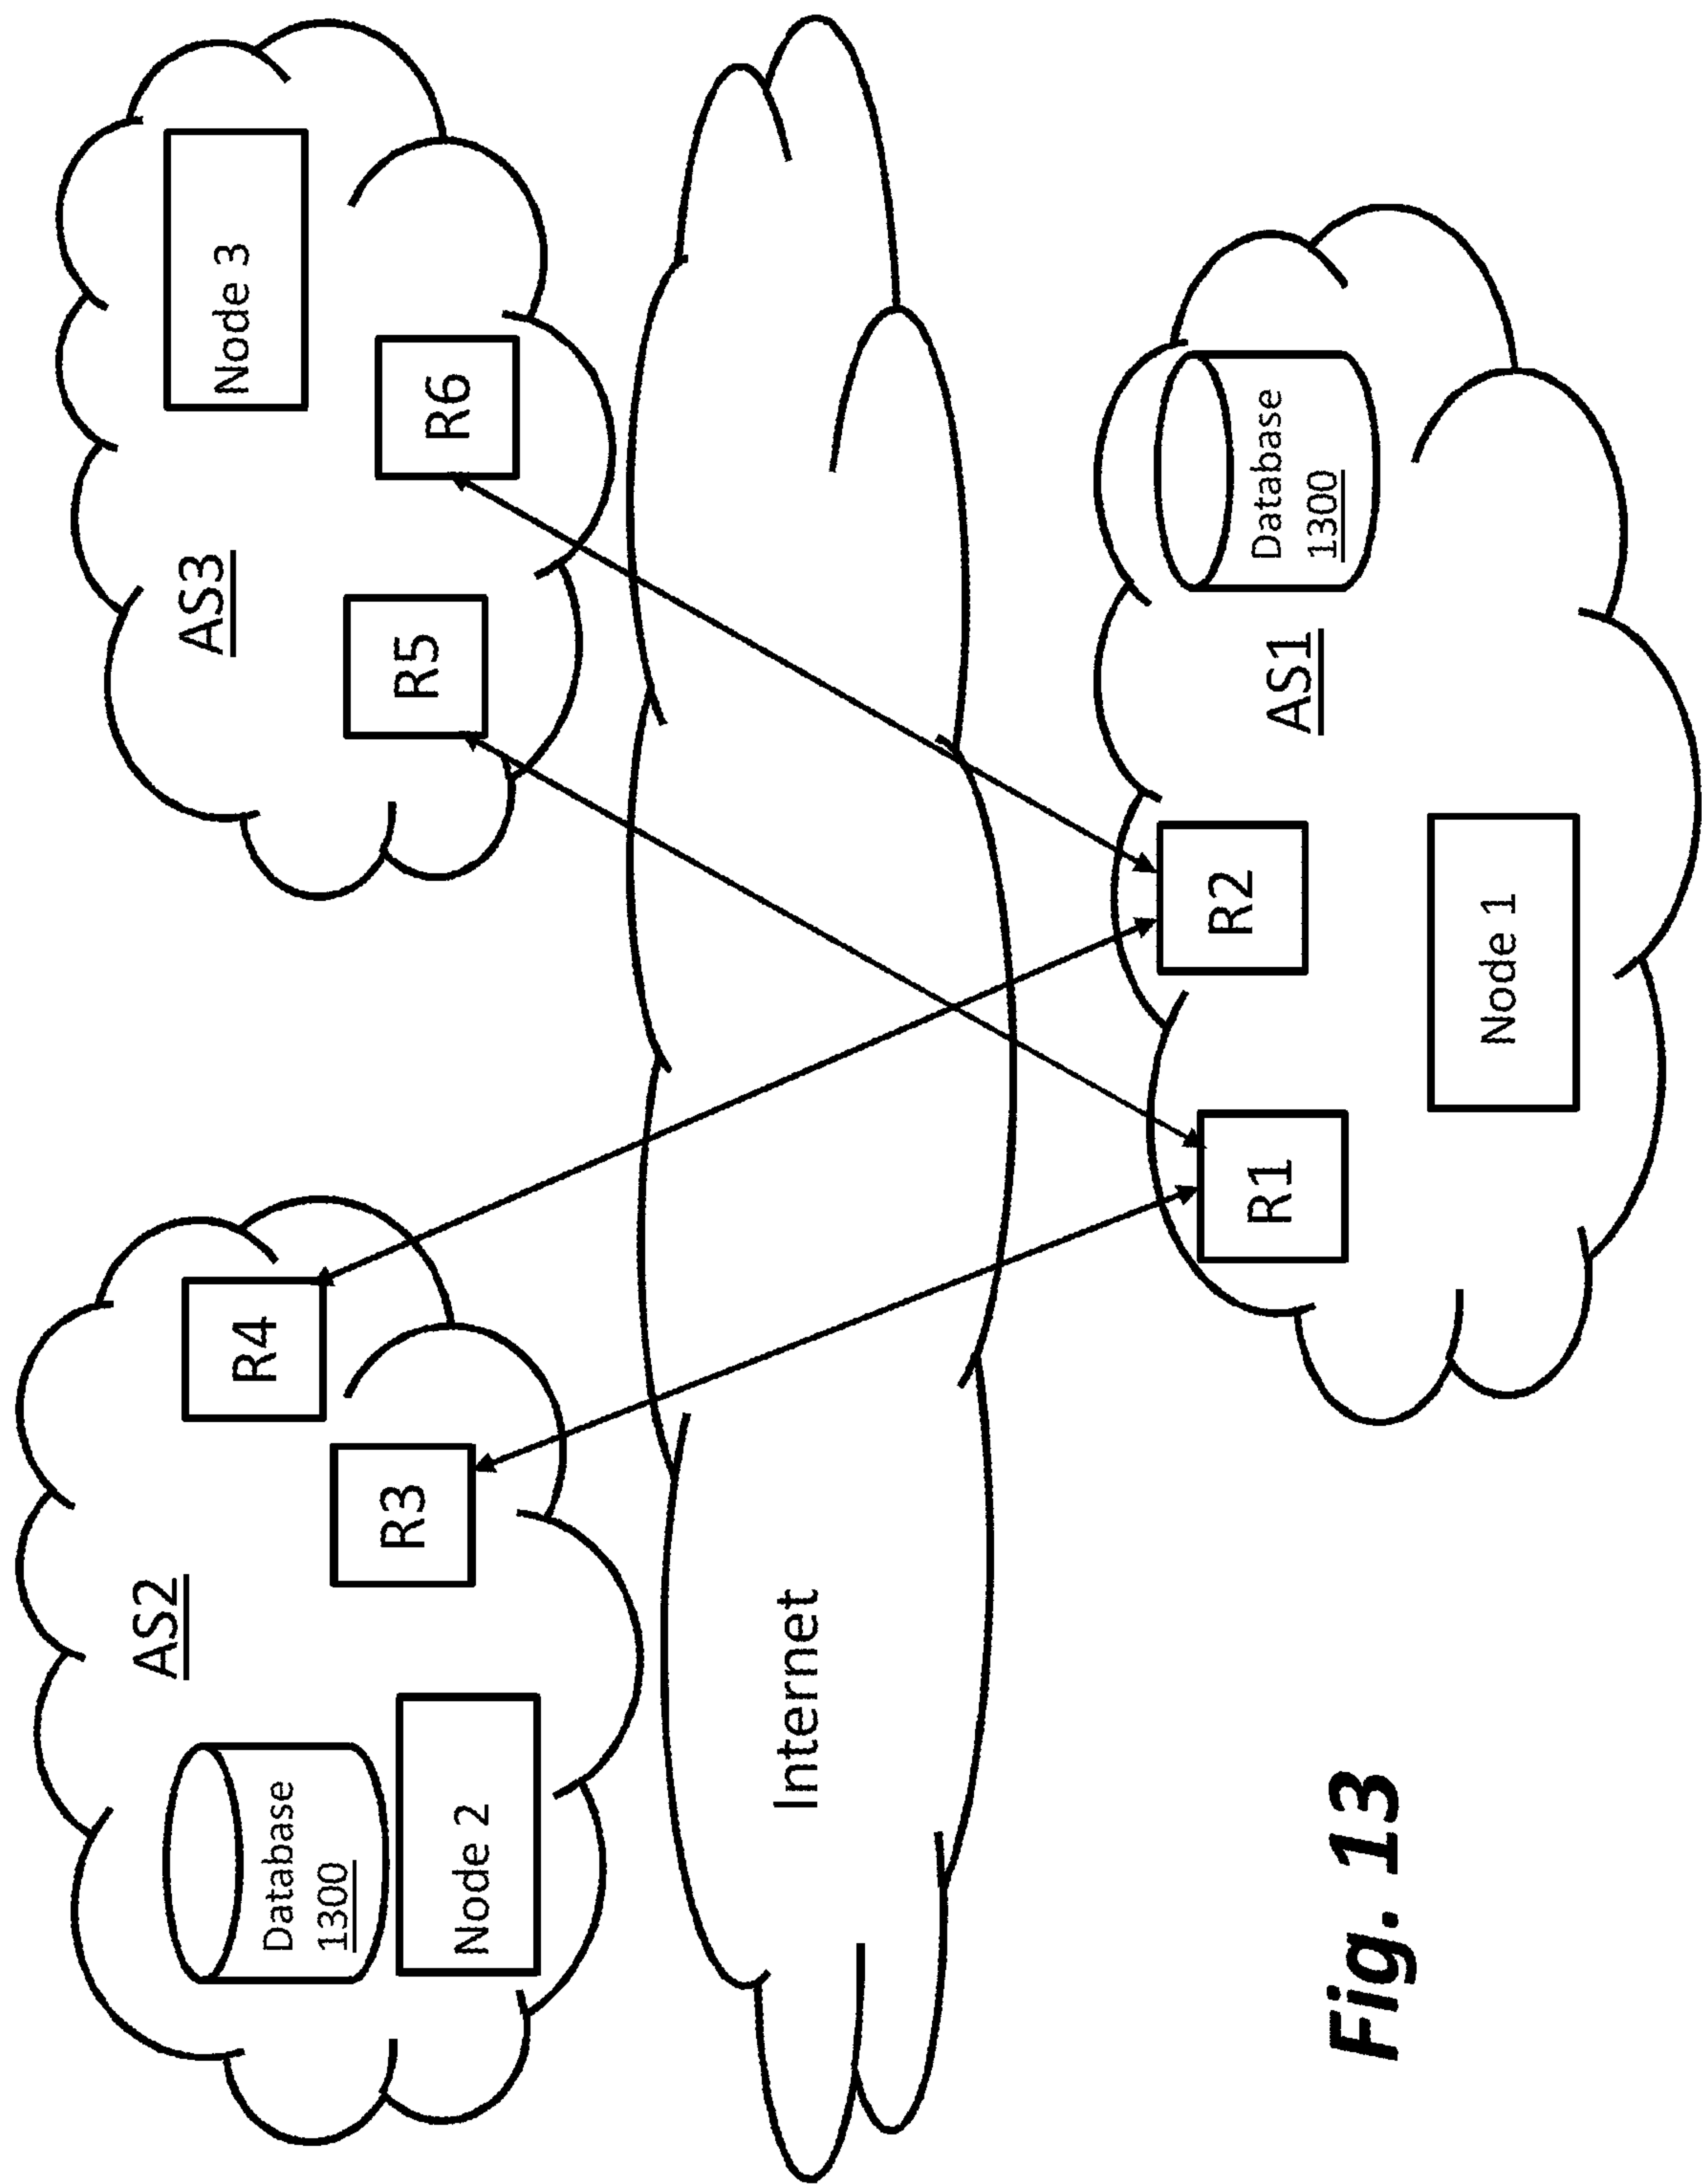 AS2
R4
Database
1300
R3
Node 2
AS3
Node 3
R5
R6
Internet
R2
R1
AS1
Database
1300
Node 1
Fig. 13